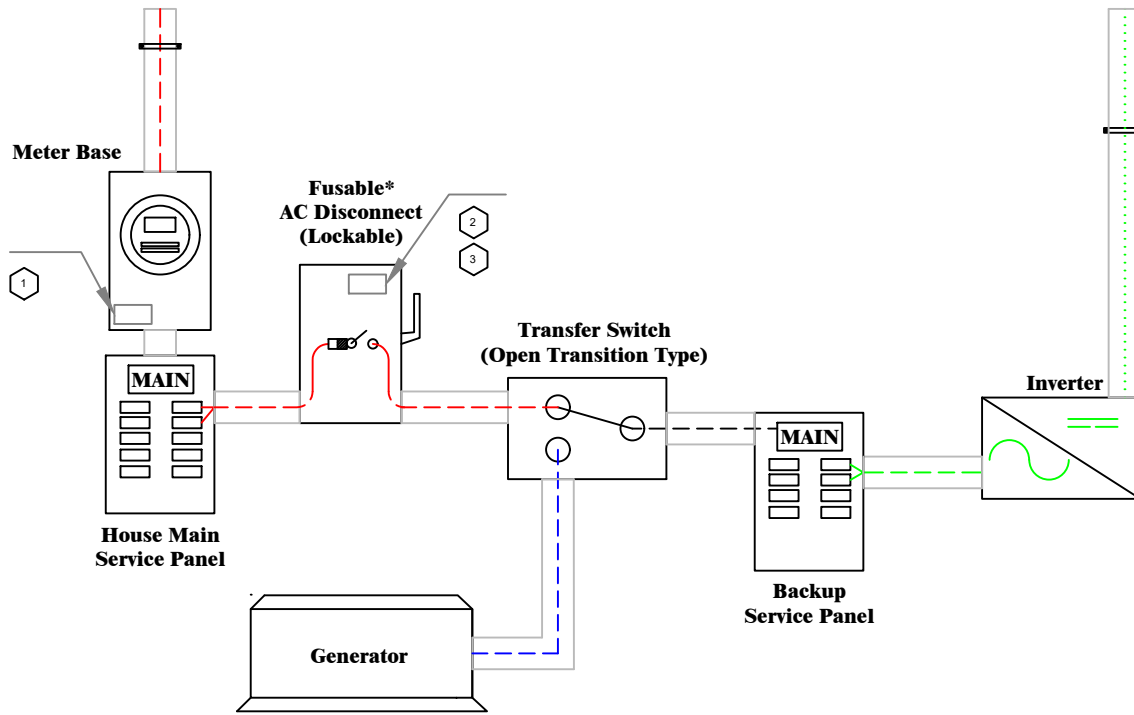 Meter Base
1
Fusable*
AC Disconnect
(Lockable)
2
3
Transfer Switch
(Open Transition Type)
Inverter
MAIN
MAIN
House Main
Service Panel
Backup
Service Panel
Generator